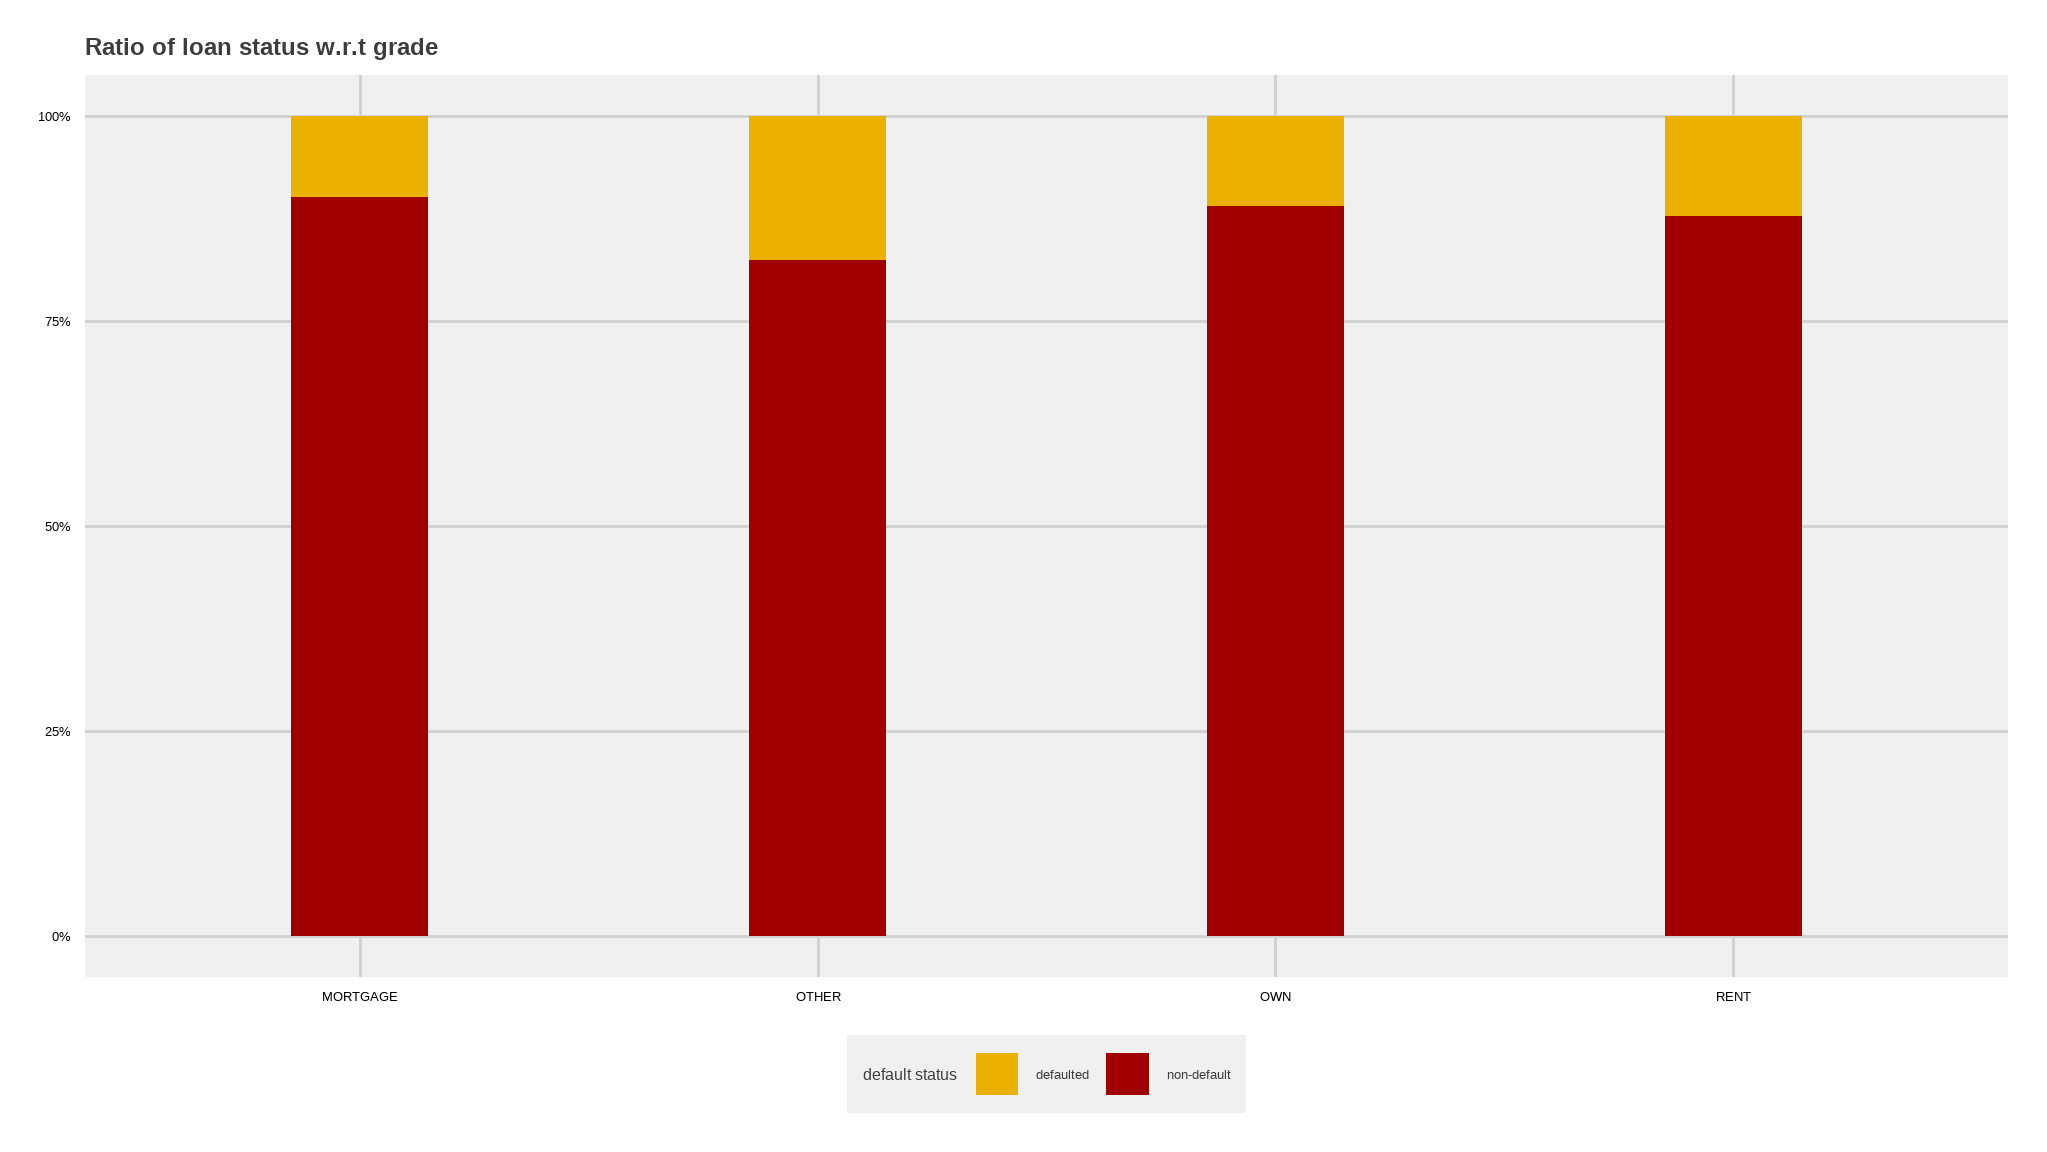 Ratio of loan status w.r.t grade
100%
75%
50%
25%
0%
MORTGAGE OTHER OWN RENT
default status defaulted non-default